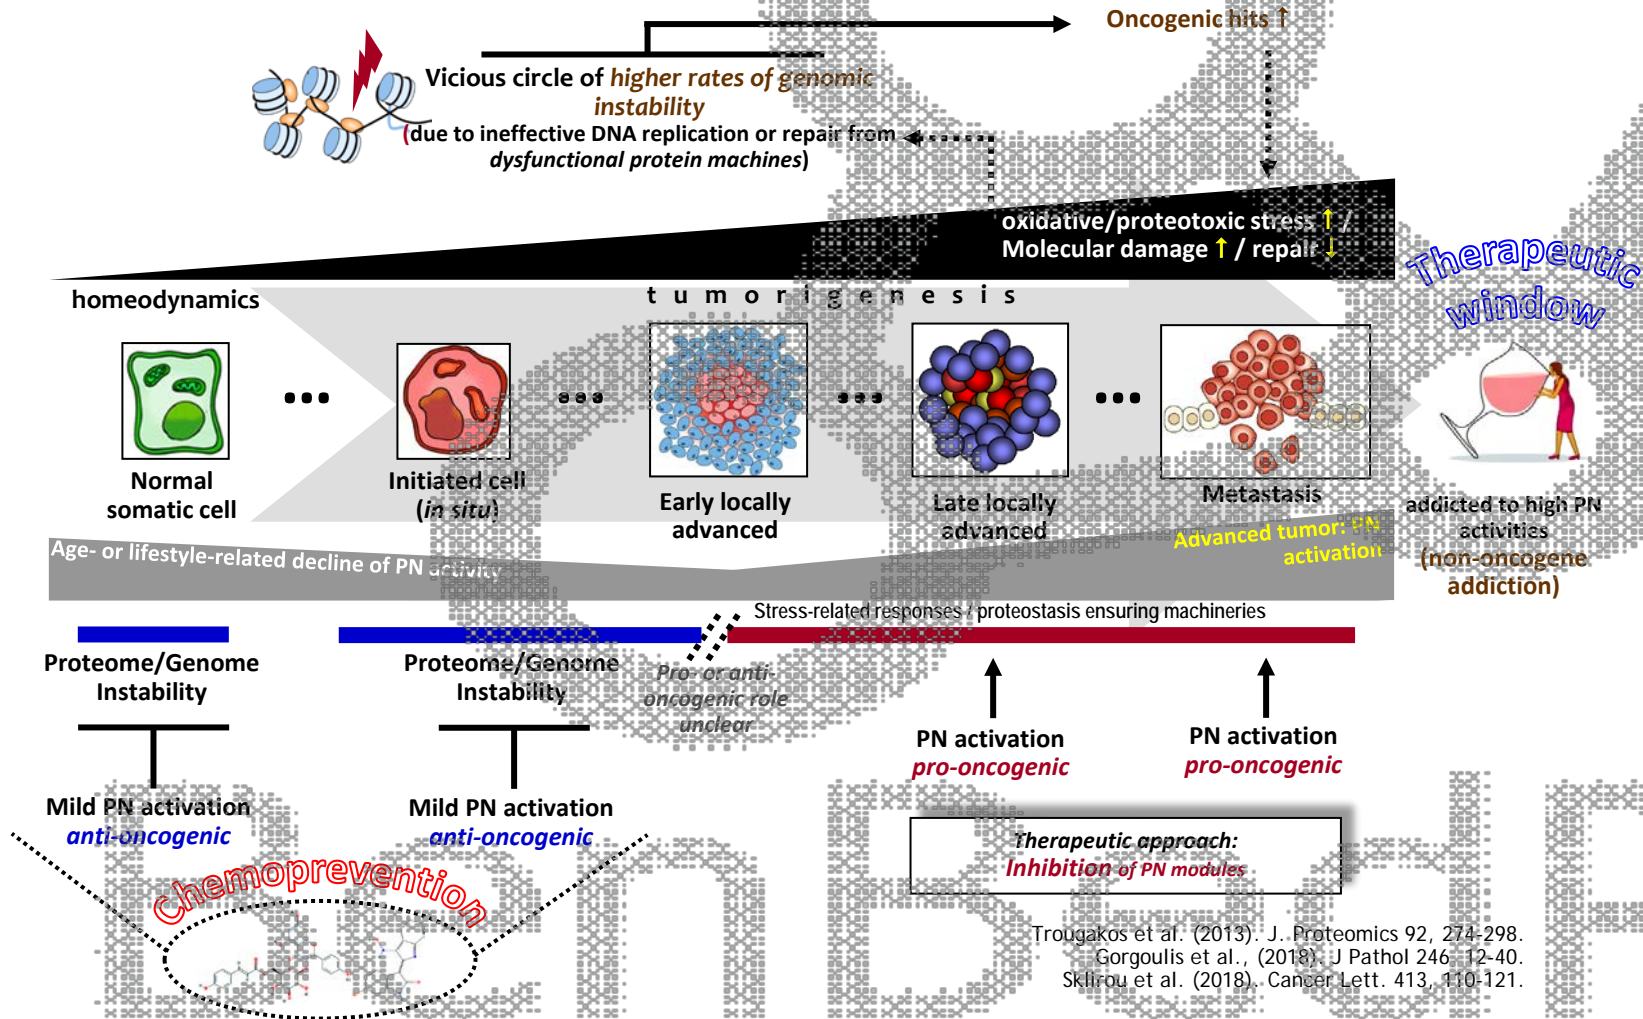 Oncogenic hits ↑
Vicious circle of higher rates of genomic
instability
(due to ineffective DNA replication or repair from
dysfunctional protein machines)
oxidative/proteotoxic stress ↑ /
Molecular damage ↑ / repair ↓
Therapeutic
window
homeodynamics
tumorigenesis
Normal
somatic cell
Initiated cell
(in situ)
Early locally
advanced
Late locally
advanced
Metastasis
addicted to high PN
activities
(non-oncogene
addiction)
Age- or lifestyle-related decline of PN activity
Advanced tumor: PN
activation
Stress-related responses / proteostasis ensuring machineries
Proteome/Genome
Instability
Proteome/Genome
Instability
Pro- or anti-
oncogenic role
unclear
PN activation
pro-oncogenic
PN activation
pro-oncogenic
Mild PN activation
anti-oncogenic
Mild PN activation
anti-oncogenic
Therapeutic approach:
Inhibition of PN modules
Chemoprevention
Trougakos et al. (2013). J. Proteomics 92, 274-298.
Gorgoulis et al., (2018). J Pathol 246, 12-40.
Sklirou et al. (2018). Cancer Lett. 413, 110-121.